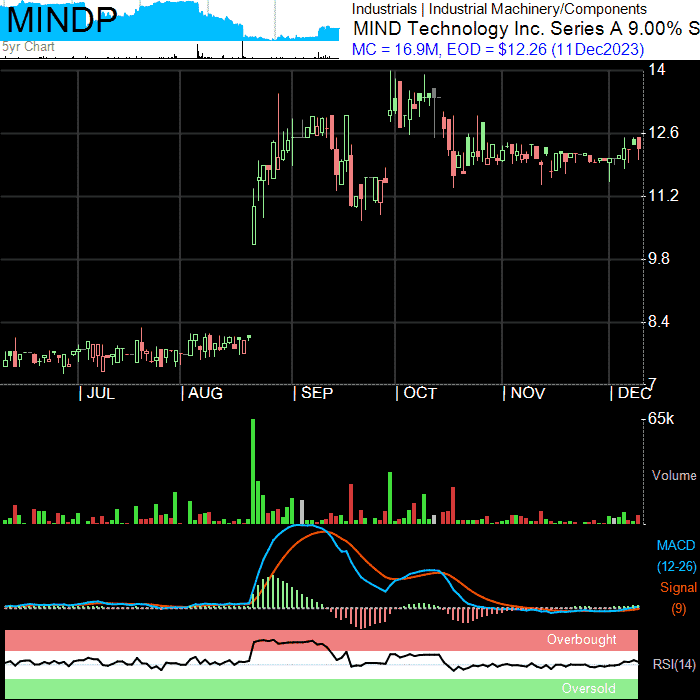 MINDP
5yr Chart
Industrials | Industrial Machinery/Components
MIND Technology Inc. Series A 9.00% S
MC = 16.9M, EOD = $12.26 (11Dec2023)
14
12.6
11.2
9.8
8.4
7
| JUL | AUG | SEP | OCT | NOV | DEC
65k
Volume
MACD
(12-26)
Signal
(9)
Overbought
RSI(14)
Oversold